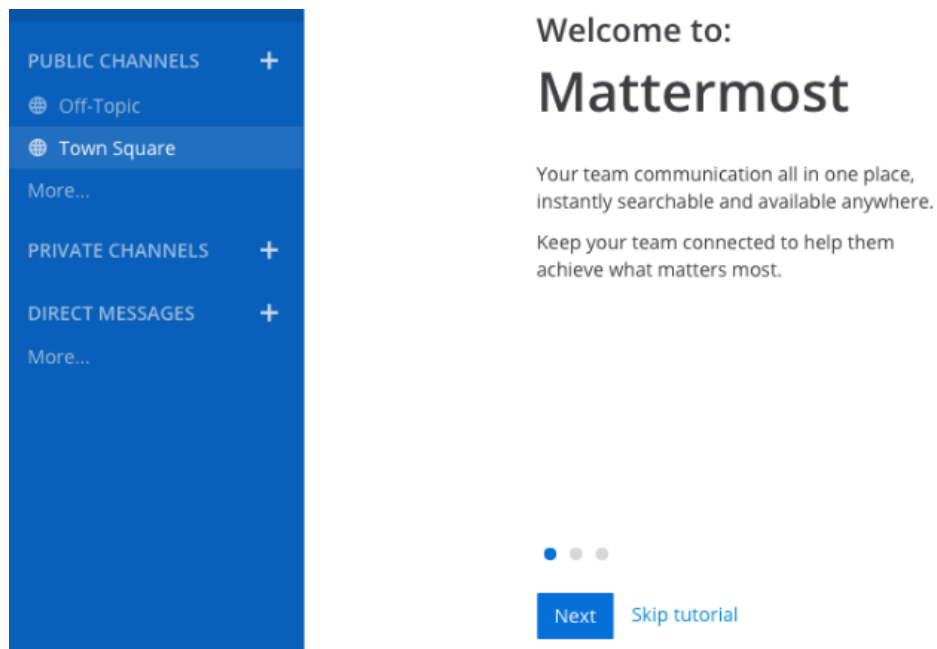 PUBLIC CHANNELS +
Off-Topic
Town Square
More...
PRIVATE CHANNELS +
DIRECT MESSAGES +
More...
Welcome to:
Mattermost
Your team communication all in one place,
instantly searchable and available anywhere.
Keep your team connected to help them
achieve what matters most.
Next
Skip tutorial